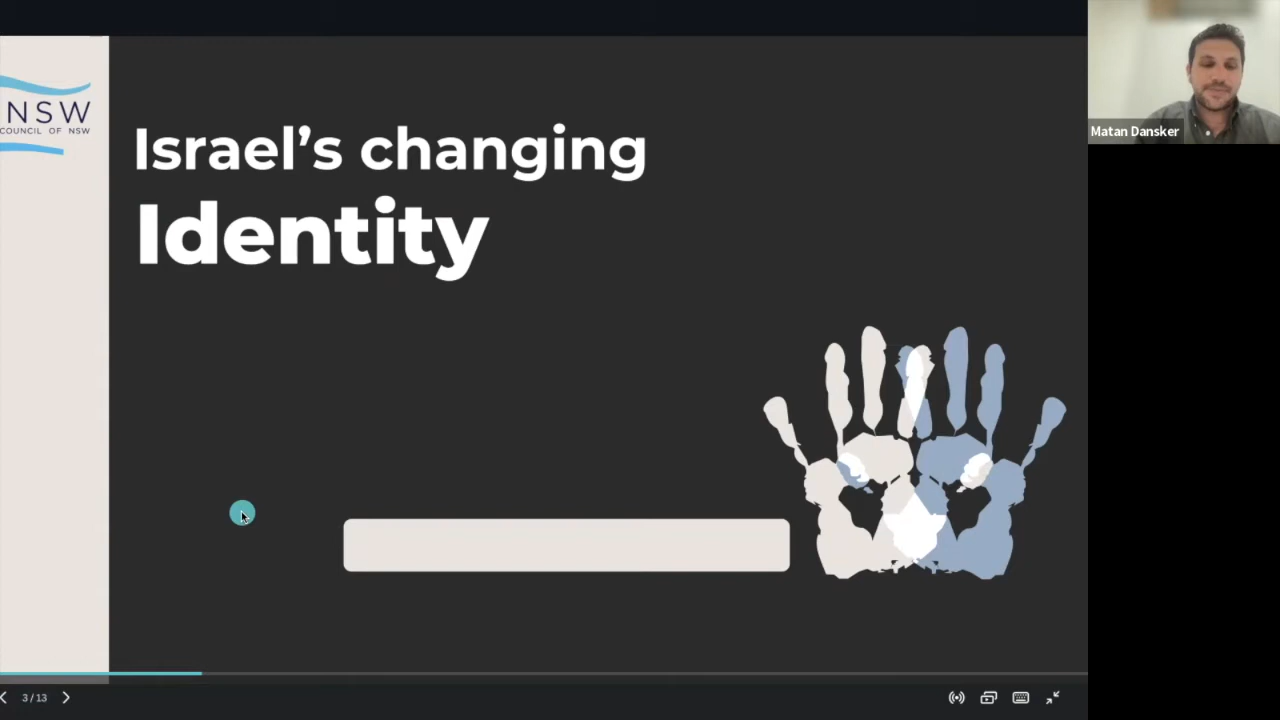 NSW
COUNCIL OF NSW
Israel's changing
Identity
Matan Dansker
3 / 13